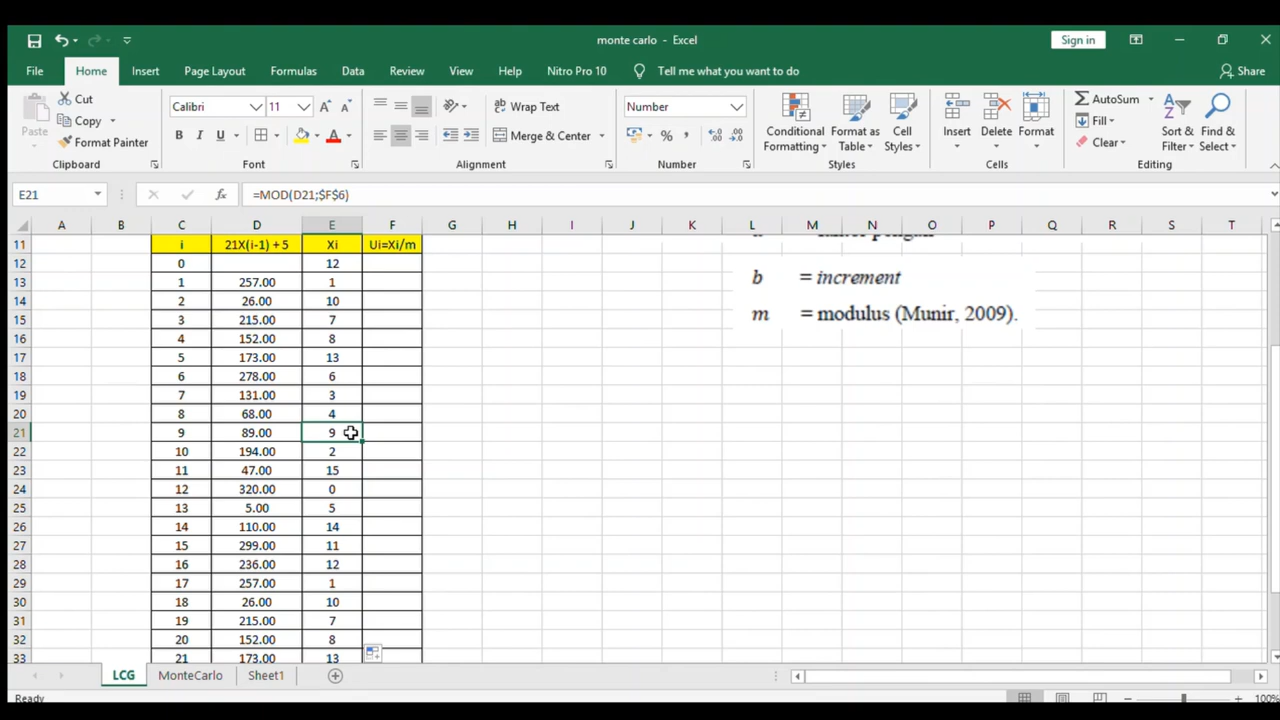 monte carlo - Excel
Sign in
File Home Insert Page Layout Formulas Data Review View Help Nitro Pro 10 Tell me what you want to do Share
Cut
Copy
Format Painter
Paste
Calibri 11
B I U
Wrap Text
Merge & Center
Number
Conditional Formatting
Format as Table
Cell Styles
Insert Delete Format
AutoSum
Fill
Clear
Sort & Filter
Find & Select
Clipboard Font Alignment Number Styles Cells Editing
E21 fx =MOD(D21;$F$6)
A B C D E F G H I J K L M N O P Q R S T
11 i 21X(i-1) + 5 Xi Ui=Xi/m
12 0 12
13 1 257.00 1
14 2 26.00 10
15 3 215.00 7
16 4 152.00 8
17 5 173.00 13
18 6 278.00 6
19 7 131.00 3
20 8 68.00 4
21 9 89.00 9
22 10 194.00 2
23 11 47.00 15
24 12 320.00 0
25 13 5.00 5
26 14 110.00 14
27 15 299.00 11
28 16 236.00 12
29 17 257.00 1
30 18 26.00 10
31 19 215.00 7
32 20 152.00 8
33 21 173.00 13
b = increment
m = modulus (Munir, 2009).
LCG MonteCarlo Sheet1
Ready
100%